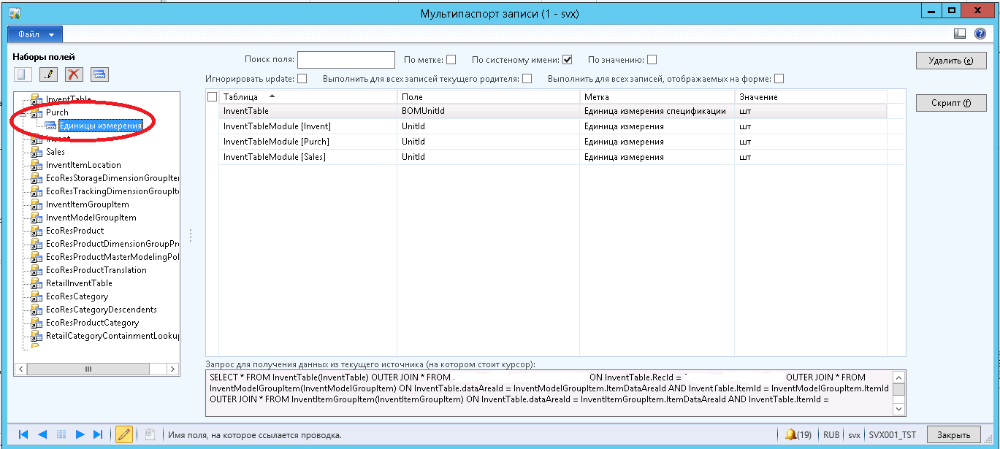 Мультипаспорт записи (1 - svx)
Файл
Наборы полей
Поиск поля:
По метке:
По систеному имени:
По значению:
Удалить (e)
Игнорировать update:
Выполнить для всех записей текущего родителя:
Выполнить для всех записей, отображаемых на форме:
Скрипт (f)
InventTable
Purch
Единицы измерения
Invent
Sales
InventItemLocation
EcoResStorageDimensionGroupIter
EcoResTrackingDimensionGroupIte
InventItemGroupItem
InventModelGroupItem
EcoResProduct
EcoResProductDimensionGroupPr
EcoResProductMasterModelingPol
EcoResProductTranslation
RetailInventTable
EcoResCategory
EcoResCategoryDescendents
EcoResProductCategory
RetailCategoryContainmentLookup
Таблица Поле Метка Значение
InventTable BOMUnitId Единица измерения спецификации шт
InventTableModule [Invent] UnitId Единица измерения шт
InventTableModule [Purch] UnitId Единица измерения шт
InventTableModule [Sales] UnitId Единица измерения шт
Запрос для получения данных из текущего источника (на котором стоит курсор):
SELECT * FROM InventTable(InventTable) OUTER JOIN * FROM ON InventTable.RecId = OUTER JOIN * FROM
InventModelGroupItem(InventModelGroupItem) ON InventTable.dataAreaId = InventModelGroupItem.ItemDataAreaId AND InventTable.ItemId = InventModelGroupItem.ItemId
OUTER JOIN * FROM InventItemGroupItem(InventItemGroupItem) ON InventTable.dataAreaId = InventItemGroupItem.ItemDataAreaId AND InventTable.ItemId =
Имя поля, на которое ссылается проводка.
(19)
RUB
svx
SVX001_TST
Закрыть